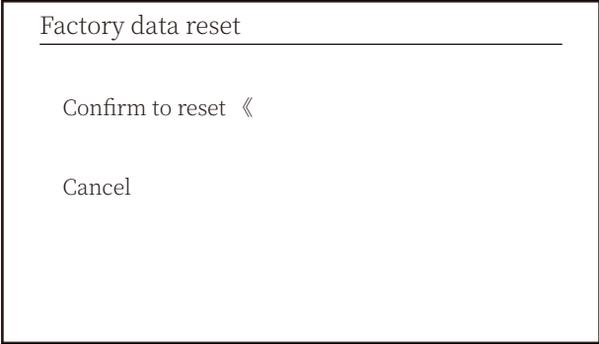 Factory data reset
Confirm to reset 《
Cancel